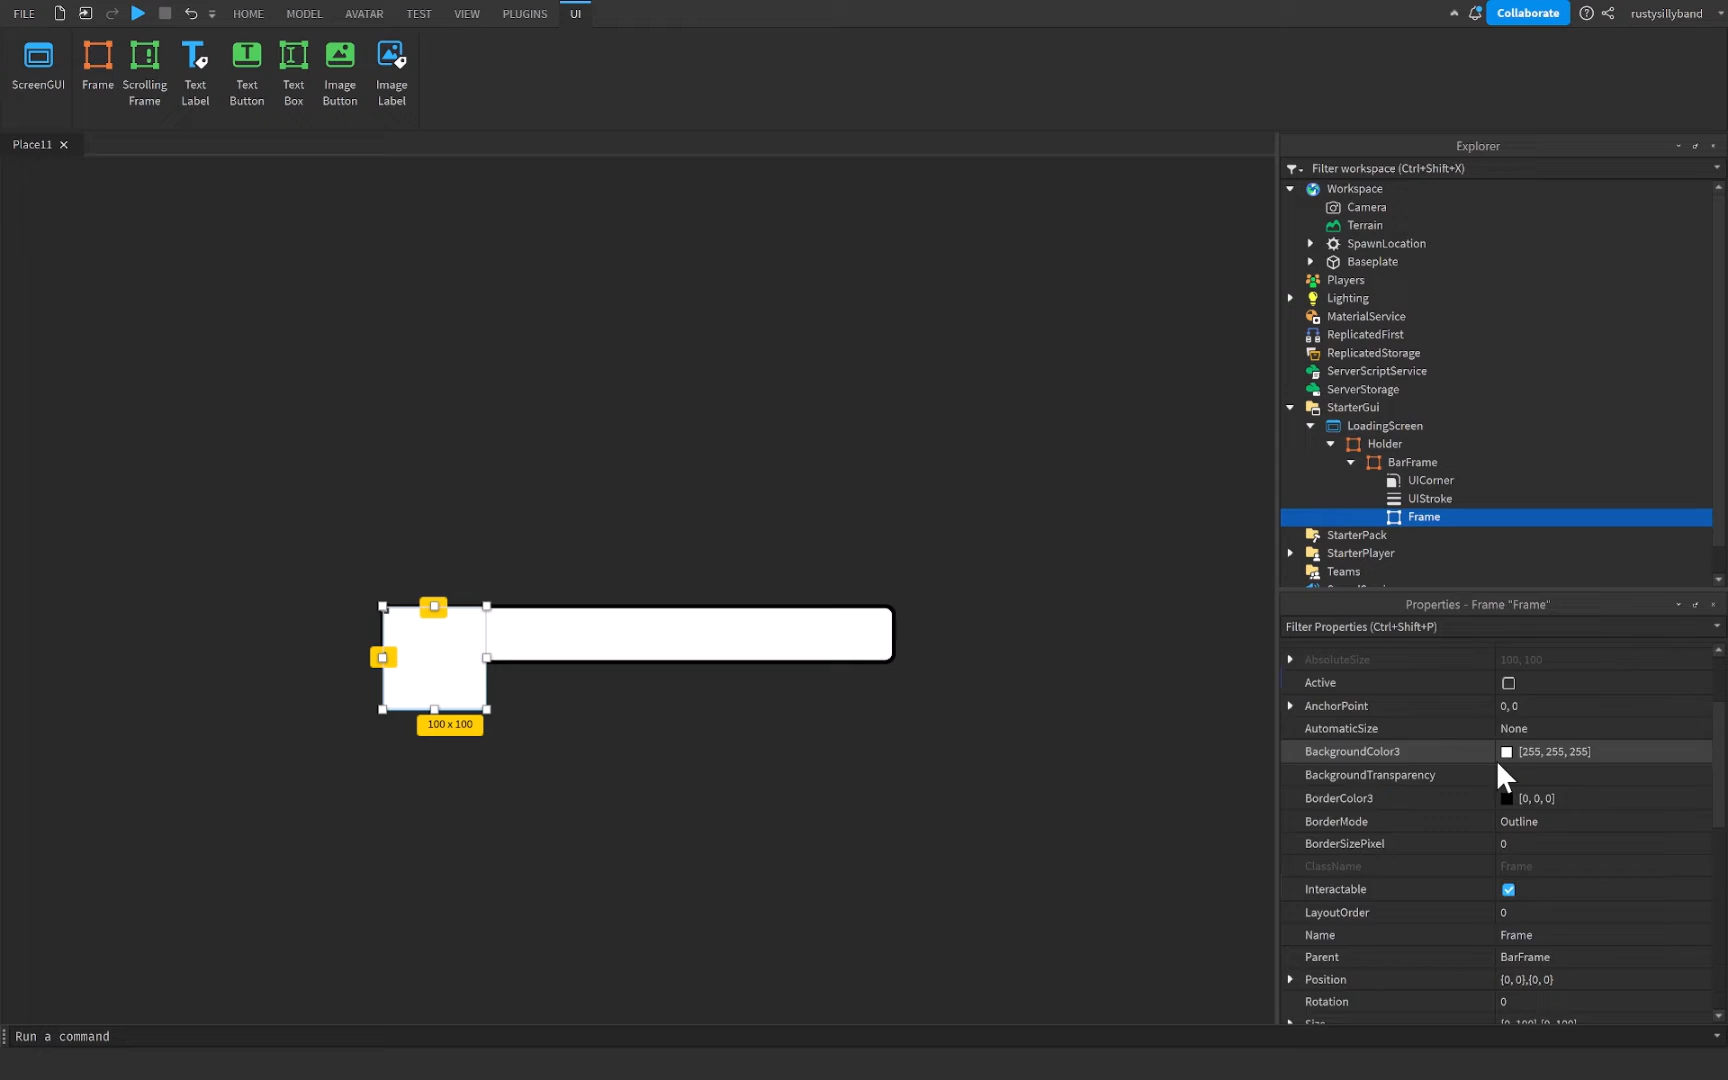 FILE HOME MODEL AVATAR TEST VIEW PLUGINS UI Collaborate rustysillyband
ScreenGUI Frame Scrolling Frame Text Label Text Button Text Box Image Button Image Label
Place11
Explorer
Filter workspace (Ctrl+Shift+X)
Workspace
Camera
Terrain
SpawnLocation
Baseplate
Players
Lighting
MaterialService
ReplicatedFirst
ReplicatedStorage
ServerScriptService
ServerStorage
StarterGui
LoadingScreen
Holder
BarFrame
UICorner
UIStroke
Frame
StarterPack
StarterPlayer
Teams
100 x 100
Properties - Frame "Frame"
Filter Properties (Ctrl+Shift+P)
AbsoluteSize 100, 100
Active
AnchorPoint 0, 0
AutomaticSize None
BackgroundColor3 [255, 255, 255]
BackgroundTransparency
BorderColor3 [0, 0, 0]
BorderMode Outline
BorderSizePixel 0
ClassName Frame
Interactable
LayoutOrder 0
Name Frame
Parent BarFrame
Position {0, 0},{0, 0}
Rotation 0
Size {0, 100},{0, 100}
Run a command